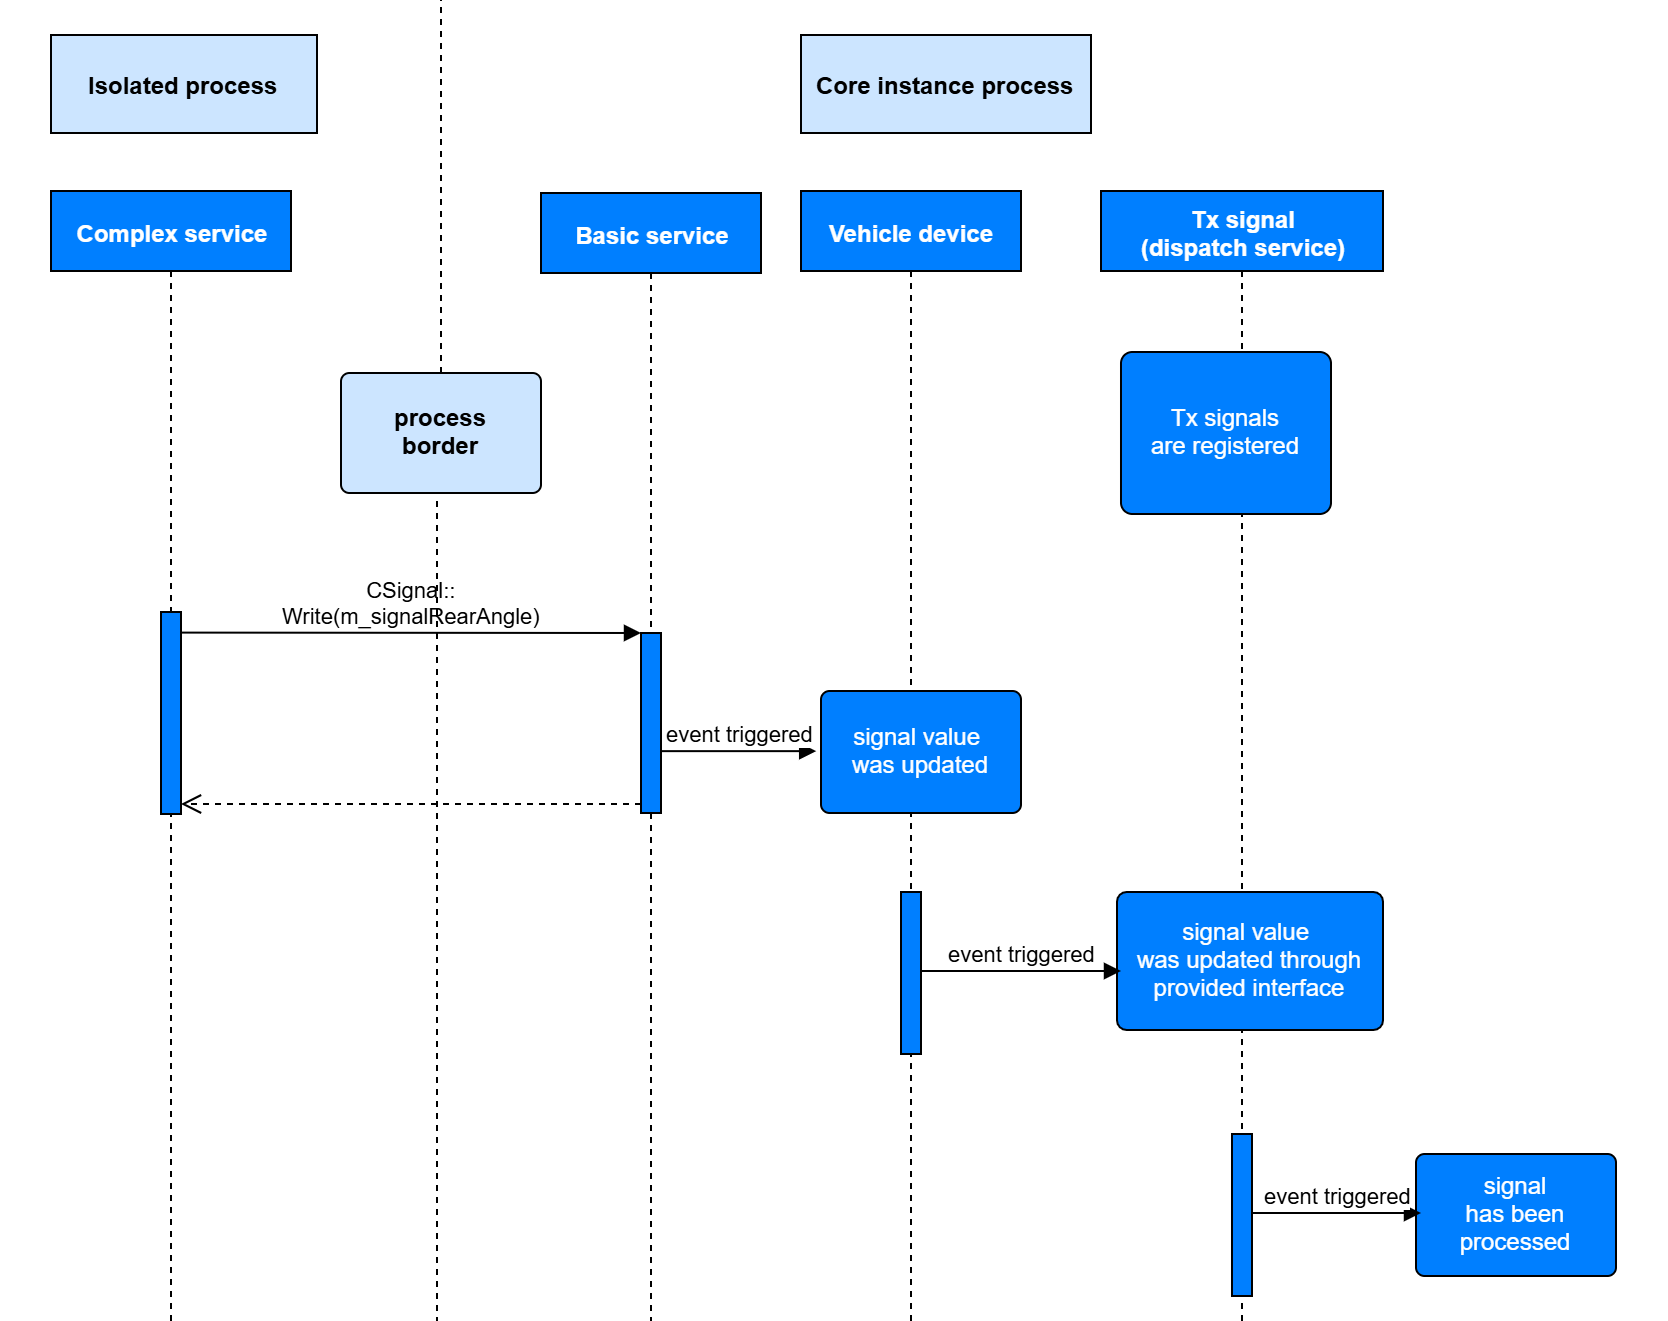 Isolated process
Core instance process
Complex service
Basic service
Vehicle device
Tx signal
(dispatch service)
process
border
Tx signals
are registered
CSignal::
Write(m_signalRearAngle)
event triggered
signal value
was updated
event triggered
signal value
was updated through
provided interface
event triggered
signal
has been
processed